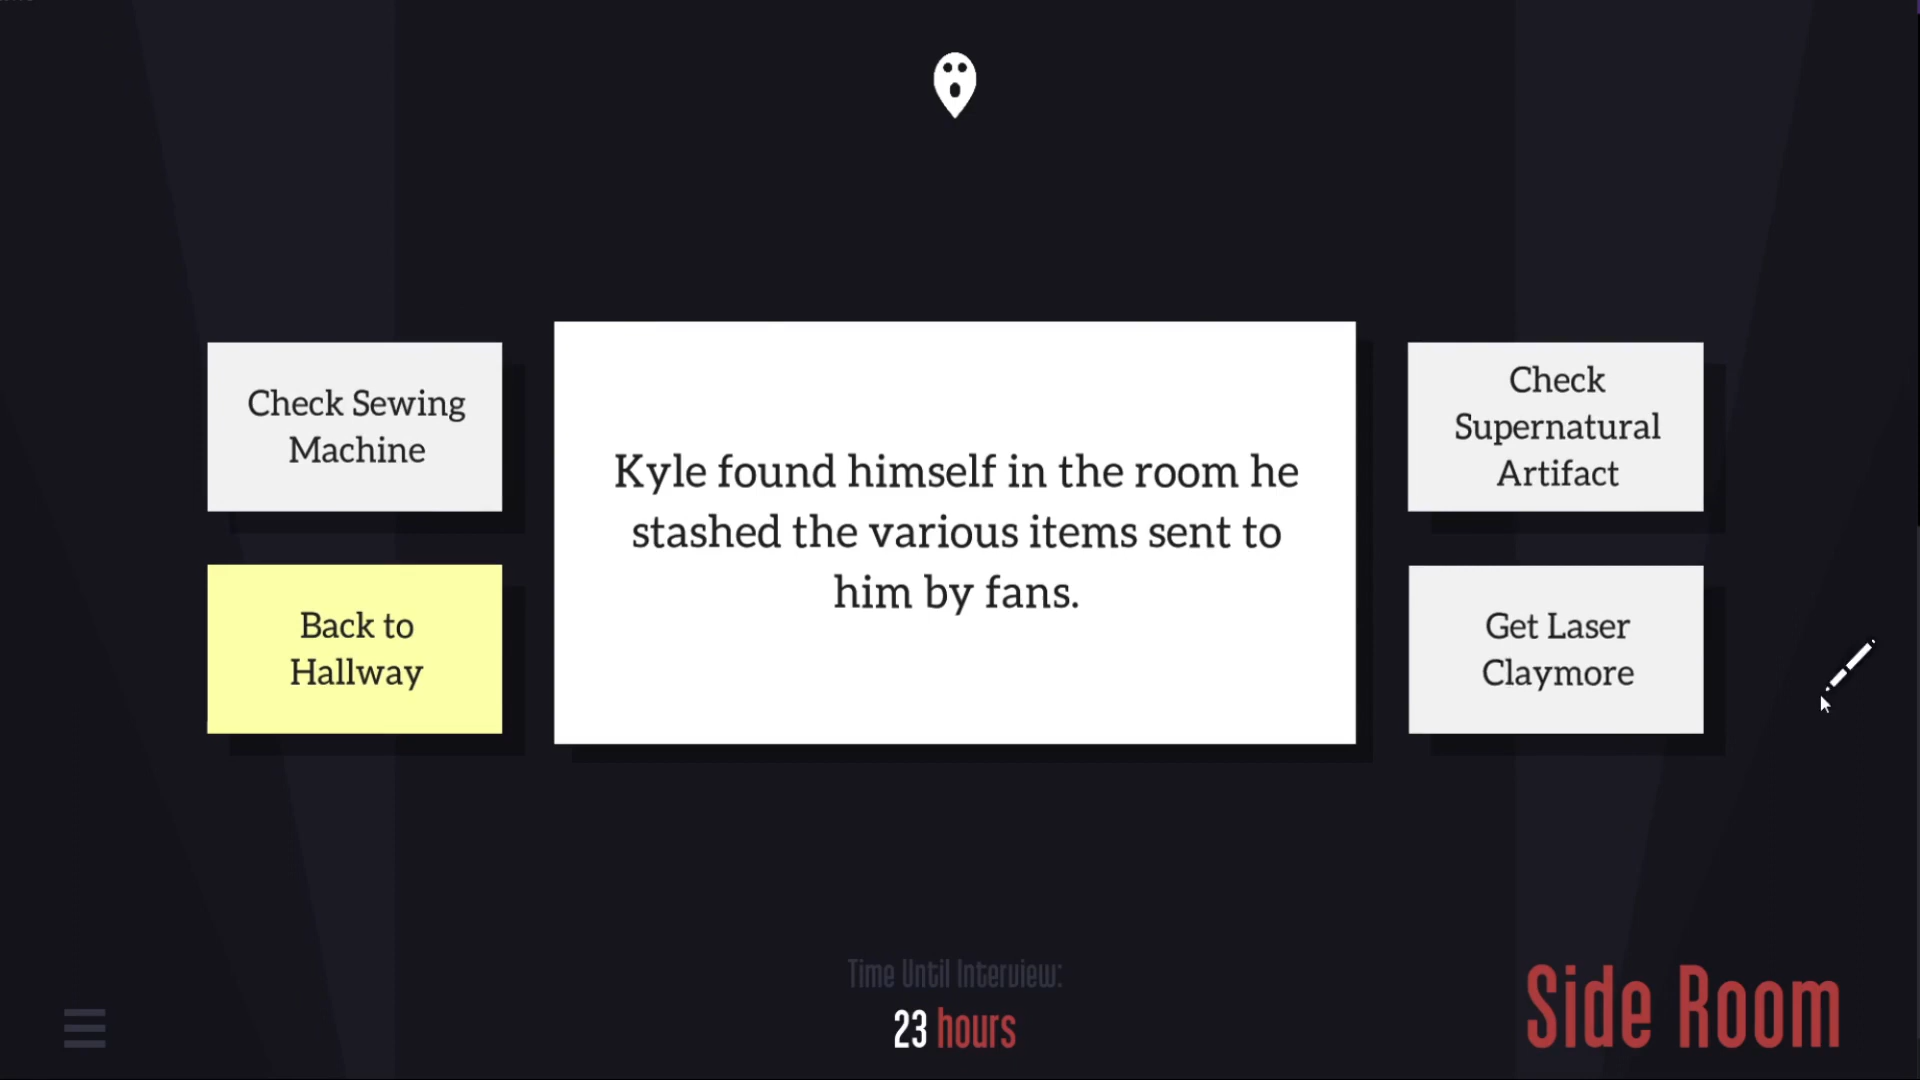 Check Sewing
Machine
Back to
Hallway
Kyle found himself in the room he
stashed the various items sent to
him by fans.
Check
Supernatural
Artifact
Get Laser
Claymore
Time Until Interview:
23 hours
Side Room